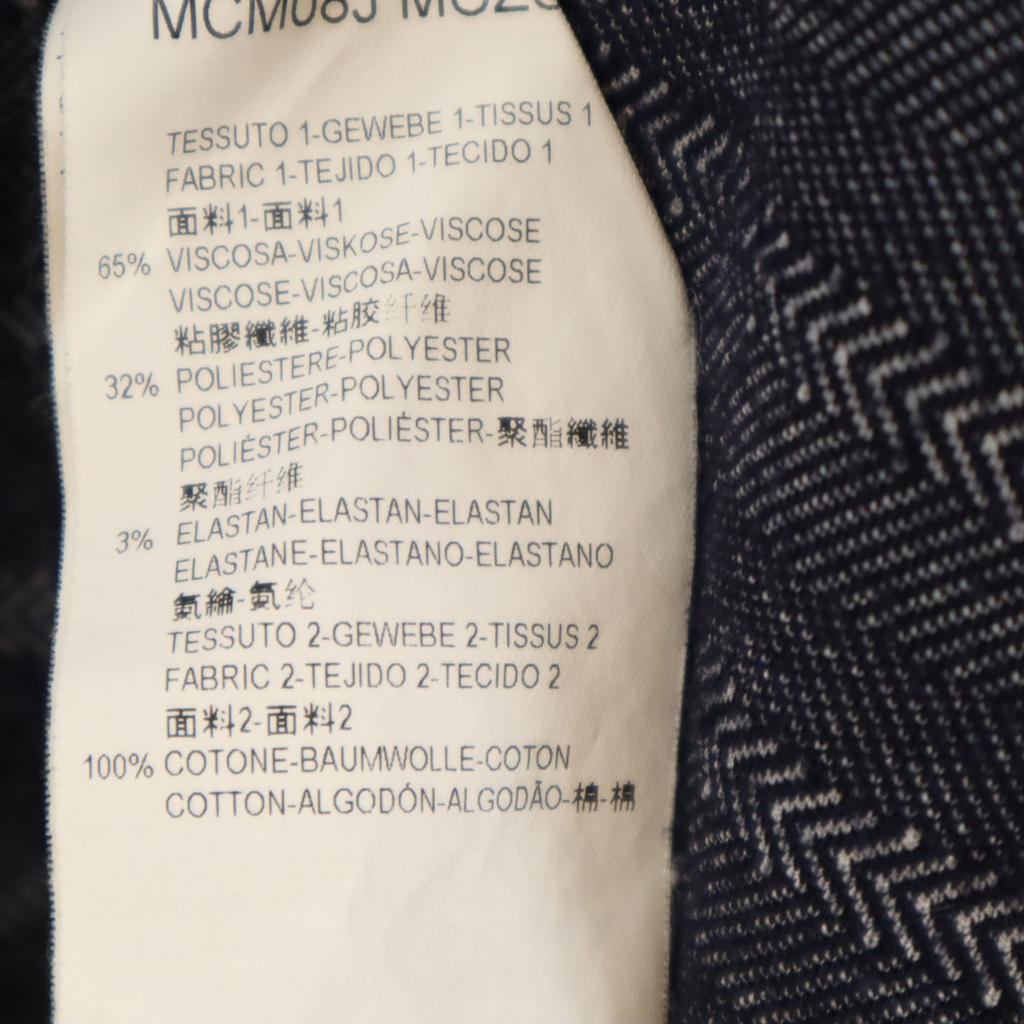 TESSUTO 1-GEWEBE 1-TISSUS 1
FABRIC 1-TEJIDO 1-TECIDO 1
面料1-面料1
65% VISCOSA-VISKOSE-VISCOSE
VISCOSE-VISCOSA-VISCOSE
粘膠纖維-粘胶纤维
32% POLIESTERE-POLYESTER
POLYESTER-POLYESTER
POLIÉSTER-POLIÉSTER-聚酯纖維
聚酯纤维
3% ELASTAN-ELASTAN-ELASTAN
ELASTANE-ELASTANO-ELASTANO
氨綸-氨纶
TESSUTO 2-GEWEBE 2-TISSUS 2
FABRIC 2-TEJIDO 2-TECIDO 2
面料2-面料2
100% COTONE-BAUMWOLLE-COTON
COTTON-ALGODÓN-ALGODÃO-棉-棉